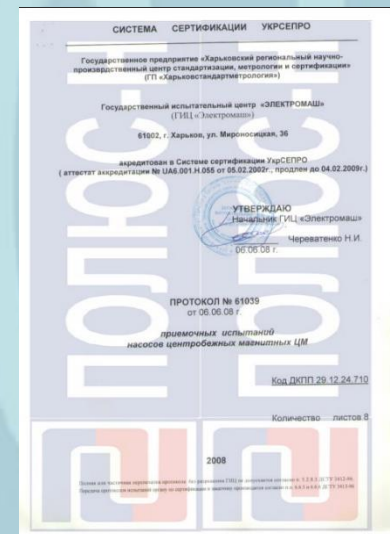 СИСТЕМА СЕРТИФИКАЦИИ УКРСЕПРО
Государственное предприятие «Харьковский региональный научно-
производственный центр стандартизации, метрологии и сертификации»
(ГП «Харьковстандартметрология»)
Государственный испытательный центр «ЭЛЕКТРОМАШ»
(ГИЦ «Электромаш»)
61002, г. Харьков, ул. Мироносицкая, 36
акредитован в Системе сертификации УкрСЕПРО
( аттестат аккредитации № UA6.001.Н.055 от 05.02.2002г., продлен до 04.02.2009г.)
УТВЕРЖДАЮ
Начальник ГИЦ «Электромаш»
Череватенко Н.И.
06.06.08 г.
ПРОТОКОЛ № 61039
от 06.06.08 г.
приемочных испытаний
насосов центробежных магнитных ЦМ
Код ДКПП 29.12.24.710
Количество листов 8
2008
ПОЛЮС-Н
ПОЛЮС-Н